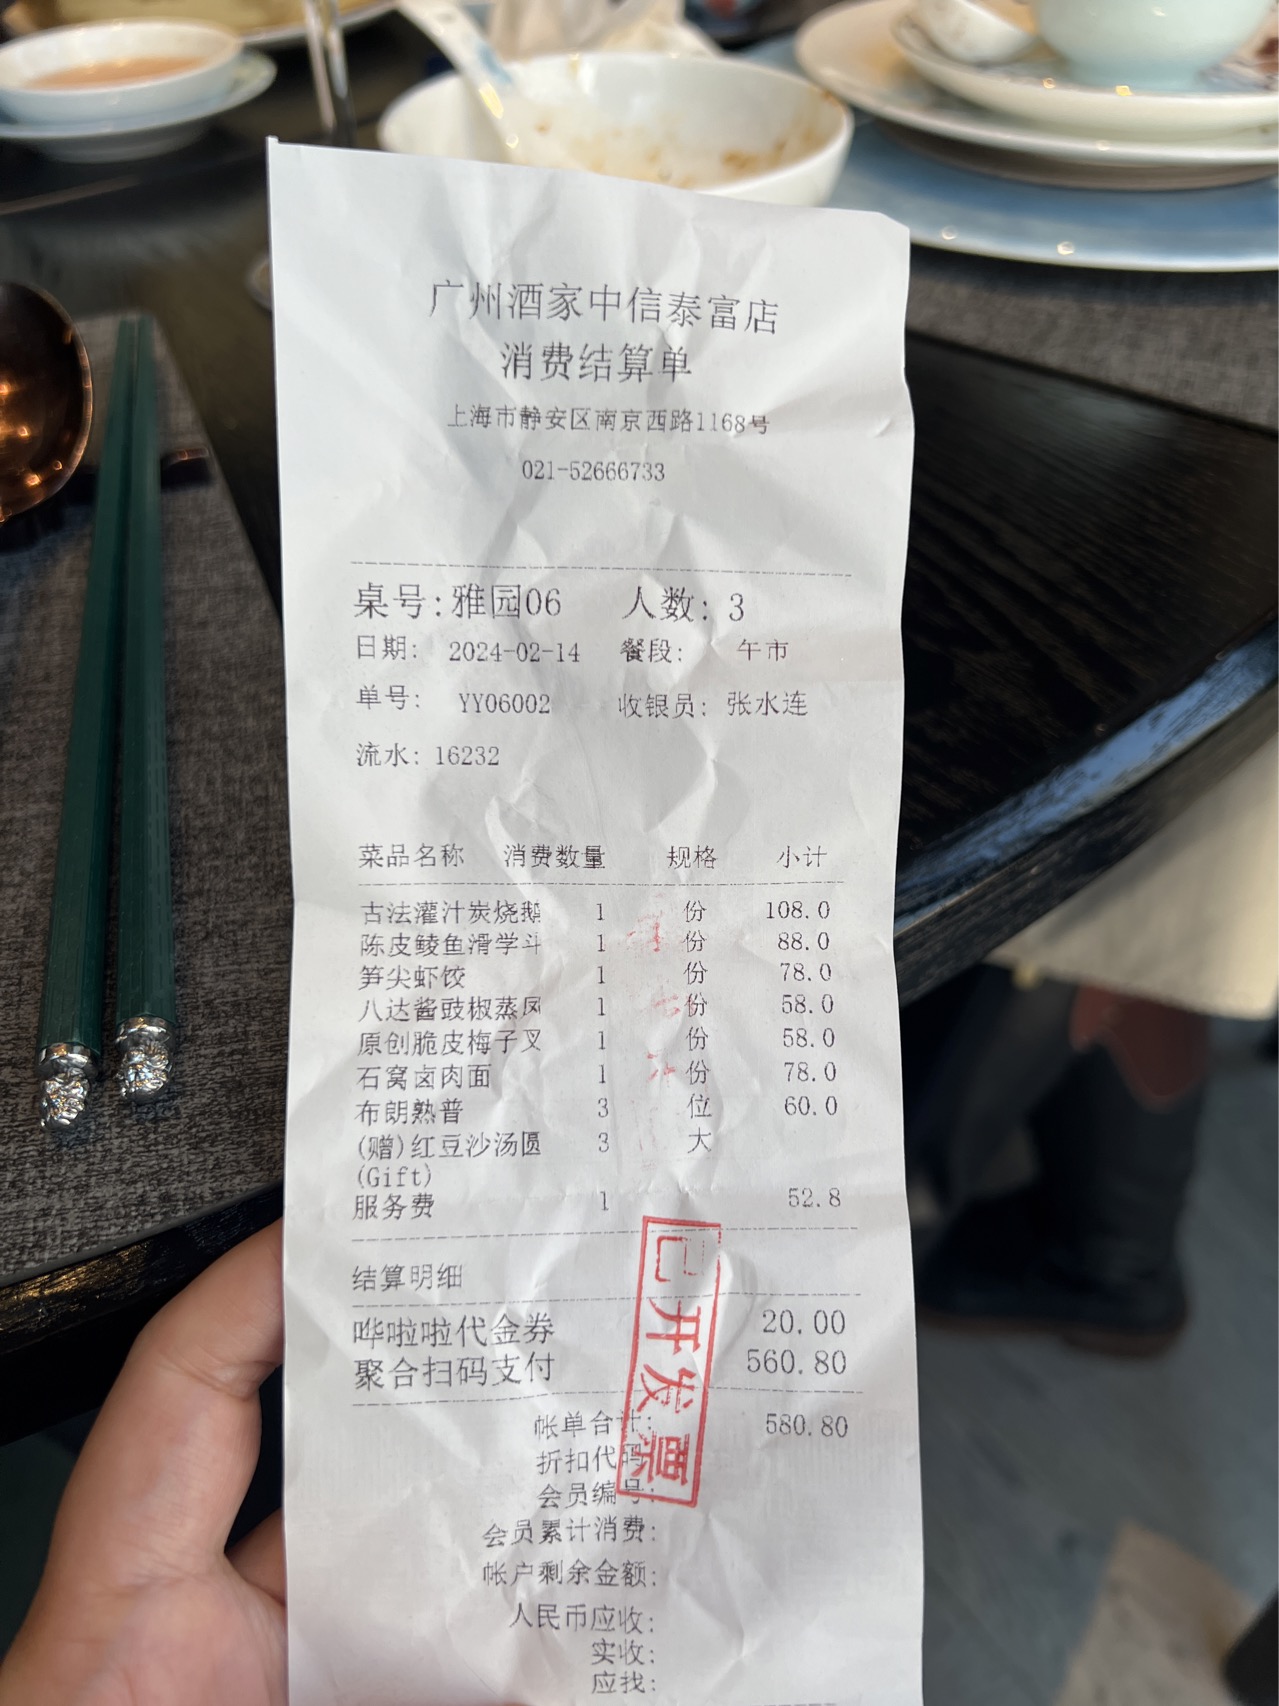 广州酒家中信泰富店
消费结算单
上海市静安区南京西路1168号
021-52666733
桌号:雅园06 人数: 3
日期: 2024-02-14 餐段: 午市
单号: YY06002 收银员: 张水连
流水: 16232
菜品名称 消费数量 规格 小计
古法灌汁炭烧鹅 1 份 108.0
陈皮鲮鱼滑学斗 1 份 88.0
笋尖虾饺 1 份 78.0
八达酱豉椒蒸凤 1 份 58.0
原创脆皮梅子叉 1 份 58.0
石窝卤肉面 1 份 78.0
布朗熟普 3 位 60.0
(赠)红豆沙汤圆 3 大
(Gift)
服务费 1 52.8
结算明细
哗啦啦代金券 20.00
聚合扫码支付 560.80
帐单合计: 580.80
折扣代码:
会员编号:
会员累计消费:
帐户剩余金额:
人民币应收:
实收:
应找:
已开发票